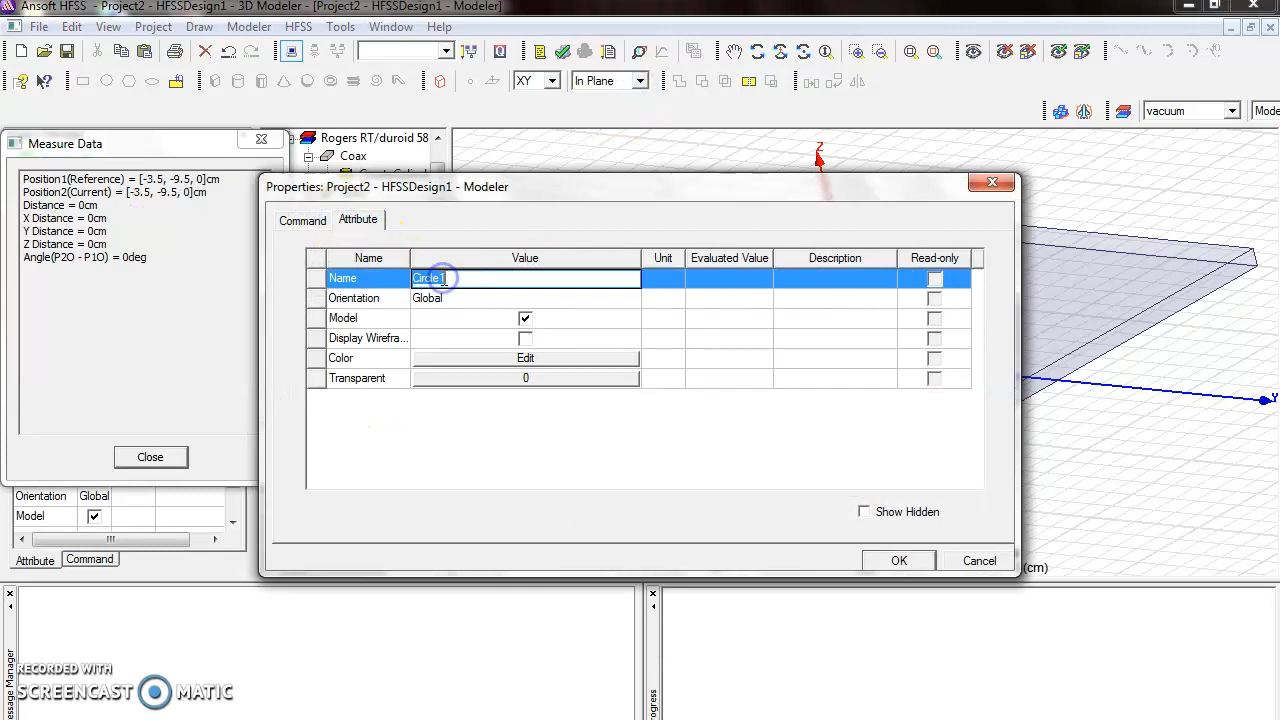 Ansoft HFSS - Project2 - HFSSDesign1 - 3D Modeler - [Project2 - HFSSDesign1 - Modeler]
File Edit View Project Draw Modeler HFSS Tools Window Help
XY In Plane
vacuum Mode
Measure Data
Position1(Reference) = [-3.5, -9.5, 0]cm
Position2(Current) = [-3.5, -9.5, 0]cm
Distance = 0cm
X Distance = 0cm
Y Distance = 0cm
Z Distance = 0cm
Angle(P2O - P1O) = 0deg
Close
Rogers RT/duroid 58
Coax
Z
Y
Properties: Project2 - HFSSDesign1 - Modeler
Command Attribute
Name Value Unit Evaluated Value Description Read-only
Name Circle1
Orientation Global
Model
Display Wirefra...
Color Edit
Transparent 0
Show Hidden
OK Cancel
Orientation Global
Model
Attribute Command
(cm)
essage Manager
rogress
RECORDED WITH
SCREENCAST MATIC